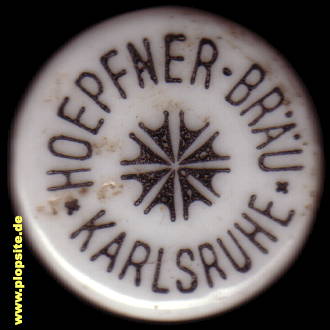 HOEPFNER·BRÄU
* KARLSRUHE *
www.plopsite.de